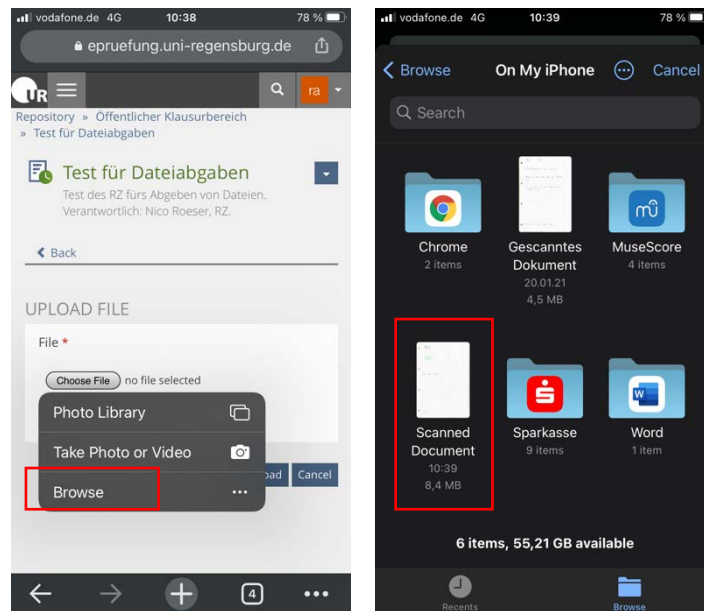 vodafone.de 4G 10:38 78 %
epruefung.uni-regensburg.de
UR ra
Repository » Öffentlicher Klausurbereich
» Test für Dateiabgaben
Test für Dateiabgaben
Test des RZ fürs Abgeben von Dateien.
Verantwortlich: Nico Roeser, RZ.
Back
UPLOAD FILE
File *
Choose File no file selected
Photo Library
Take Photo or Video
Browse
oad Cancel
4
vodafone.de 4G 10:39 78 %
Browse On My iPhone Cancel
Search
Chrome
2 items
Gescanntes
Dokument
20.01.21
4,5 MB
MuseScore
4 items
Scanned
Document
10:39
8,4 MB
Sparkasse
9 items
Word
1 item
6 items, 55,21 GB available
Recents Browse